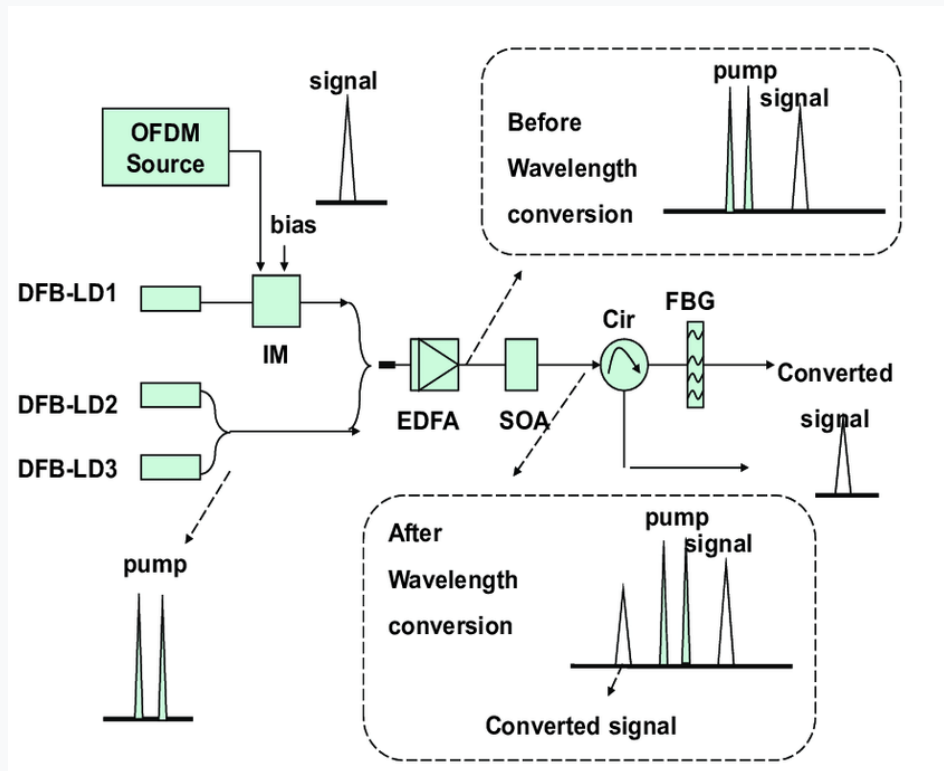 signal
OFDM
Source
bias
DFB-LD1
IM
DFB-LD2
DFB-LD3
pump
Before
Wavelength
conversion
pump
signal
EDFA
SOA
Cir
FBG
Converted
signal
After
Wavelength
conversion
pump
signal
Converted signal